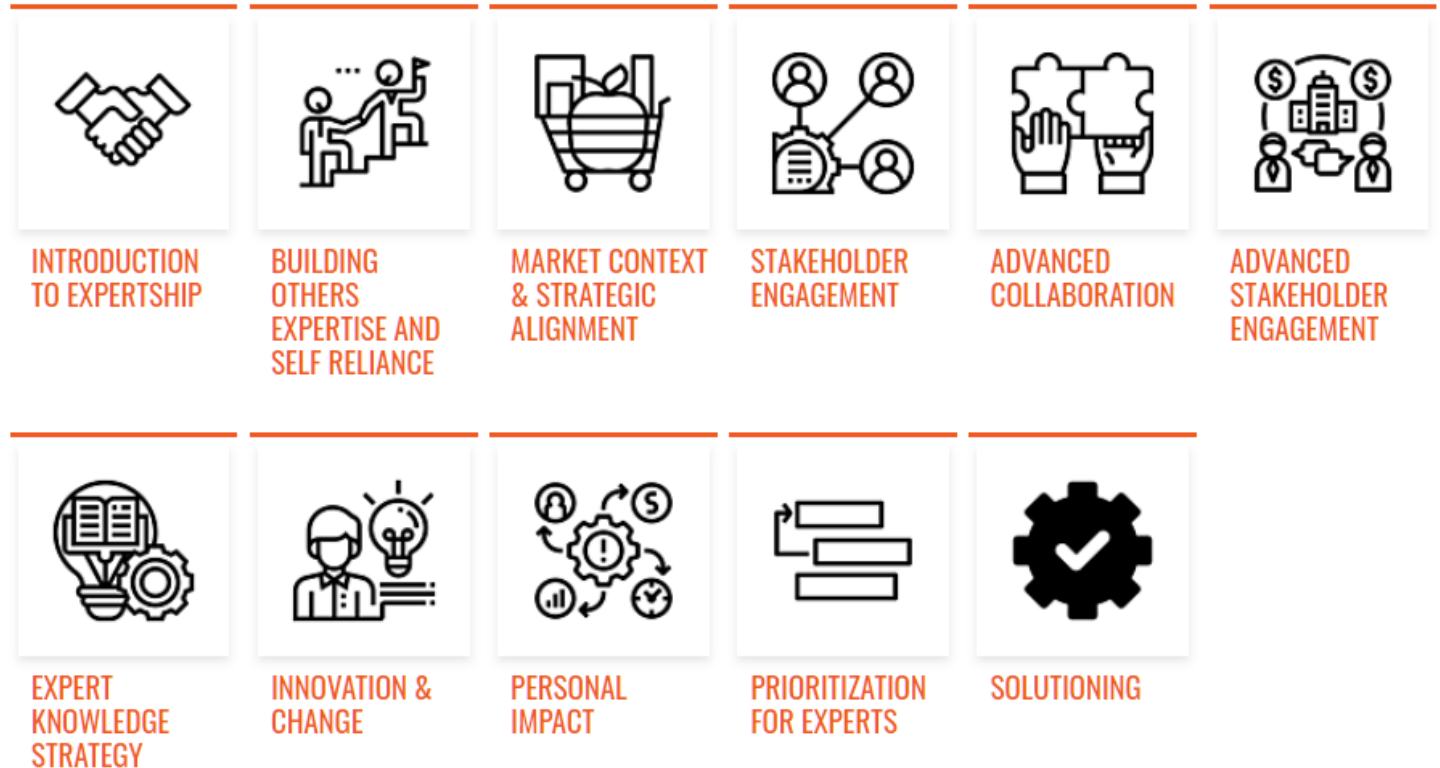 INTRODUCTION
TO EXPERTSHIP
BUILDING
OTHERS
EXPERTISE AND
SELF RELIANCE
MARKET CONTEXT
& STRATEGIC
ALIGNMENT
STAKEHOLDER
ENGAGEMENT
ADVANCED
COLLABORATION
ADVANCED
STAKEHOLDER
ENGAGEMENT
EXPERT
KNOWLEDGE
STRATEGY
INNOVATION &
CHANGE
PERSONAL
IMPACT
PRIORITIZATION
FOR EXPERTS
SOLUTIONING